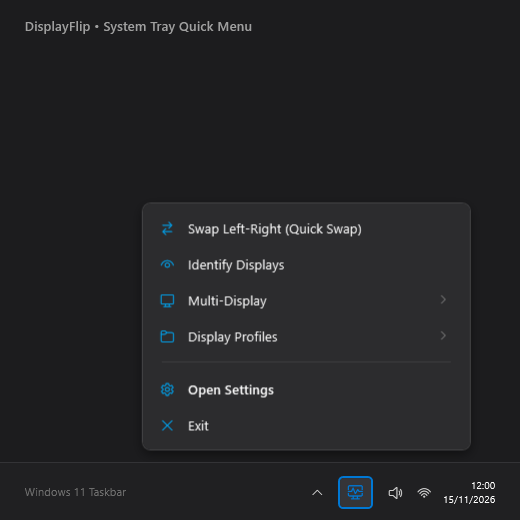 DisplayFlip • System Tray Quick Menu
Swap Left-Right (Quick Swap)
Identify Displays
Multi-Display
Display Profiles
Open Settings
Exit
Windows 11 Taskbar
12:00
15/11/2026